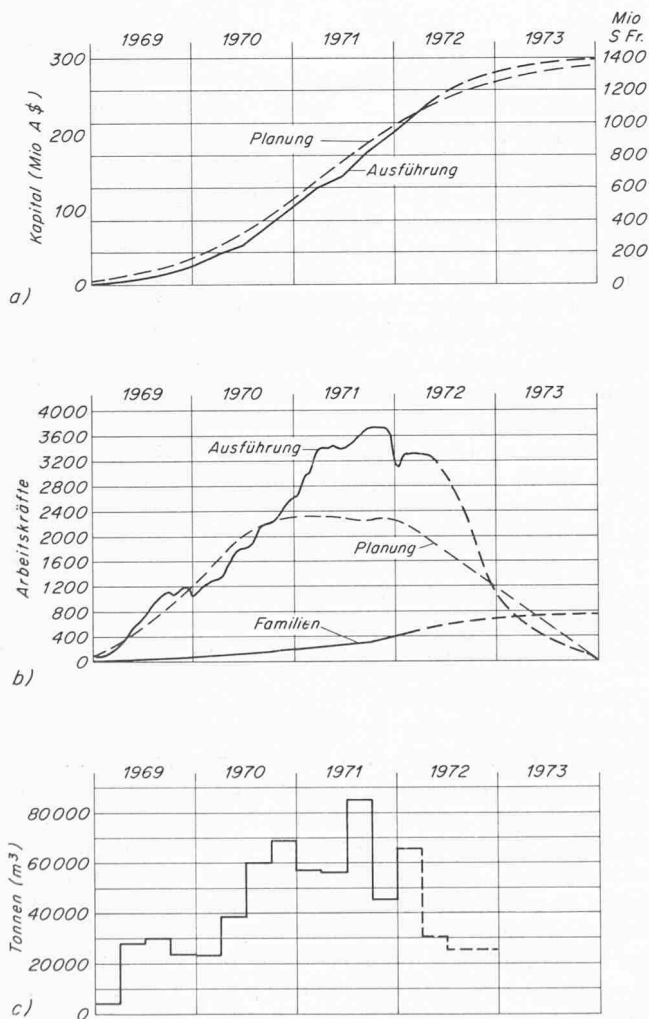 Mio
S Fr.
1969 1970 1971 1972 1973
300 1400
1200
200 1000
Planung
800
Ausführung
600
100
400
200
0 0
Kapital (Mio A $)
a)
1969 1970 1971 1972 1973
4000
3600
Ausführung
3200
2800
2400
2000
Planung
1600
1200
800
Familien
400
0
Arbeitskräfte
b)
1969 1970 1971 1972 1973
80000
60000
40000
20000
0
Tonnen (m³)
c)